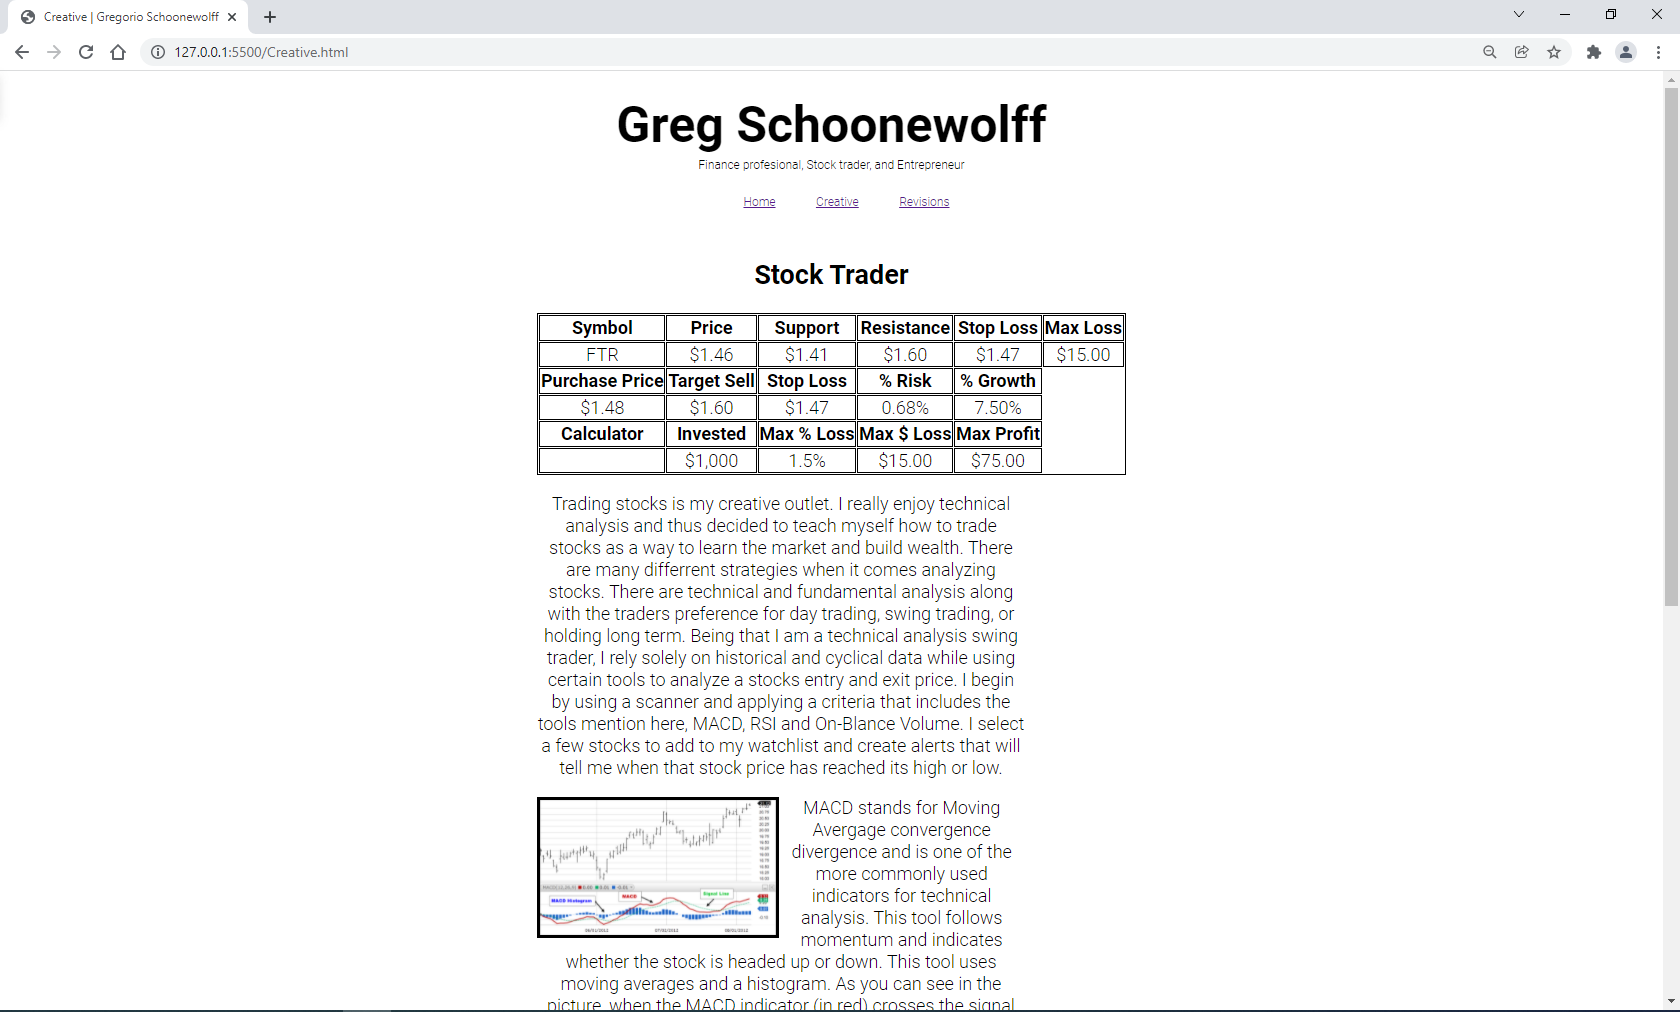 Creative | Gregorio Schoonewolff
127.0.0.1:5500/Creative.html
Greg Schoonewolff
Finance profesional, Stock trader, and Entrepreneur
Home Creative Revisions
Stock Trader
Symbol Price Support Resistance Stop Loss Max Loss
FTR $1.46 $1.41 $1.60 $1.47 $15.00
Purchase Price Target Sell Stop Loss % Risk % Growth
$1.48 $1.60 $1.47 0.68% 7.50%
Calculator Invested Max % Loss Max $ Loss Max Profit
$1,000 1.5% $15.00 $75.00
Trading stocks is my creative outlet. I really enjoy technical
analysis and thus decided to teach myself how to trade
stocks as a way to learn the market and build wealth. There
are many differrent strategies when it comes analyzing
stocks. There are technical and fundamental analysis along
with the traders preference for day trading, swing trading, or
holding long term. Being that I am a technical analysis swing
trader, I rely solely on historical and cyclical data while using
certain tools to analyze a stocks entry and exit price. I begin
by using a scanner and applying a criteria that includes the
tools mention here, MACD, RSI and On-Blance Volume. I select
a few stocks to add to my watchlist and create alerts that will
tell me when that stock price has reached its high or low.
MACD Histogram
MACD
Signal Line
MACD stands for Moving
Avergage convergence
divergence and is one of the
more commonly used
indicators for technical
analysis. This tool follows
momentum and indicates
whether the stock is headed up or down. This tool uses
moving averages and a histogram. As you can see in the
picture, when the MACD indicator (in red) crosses the signal